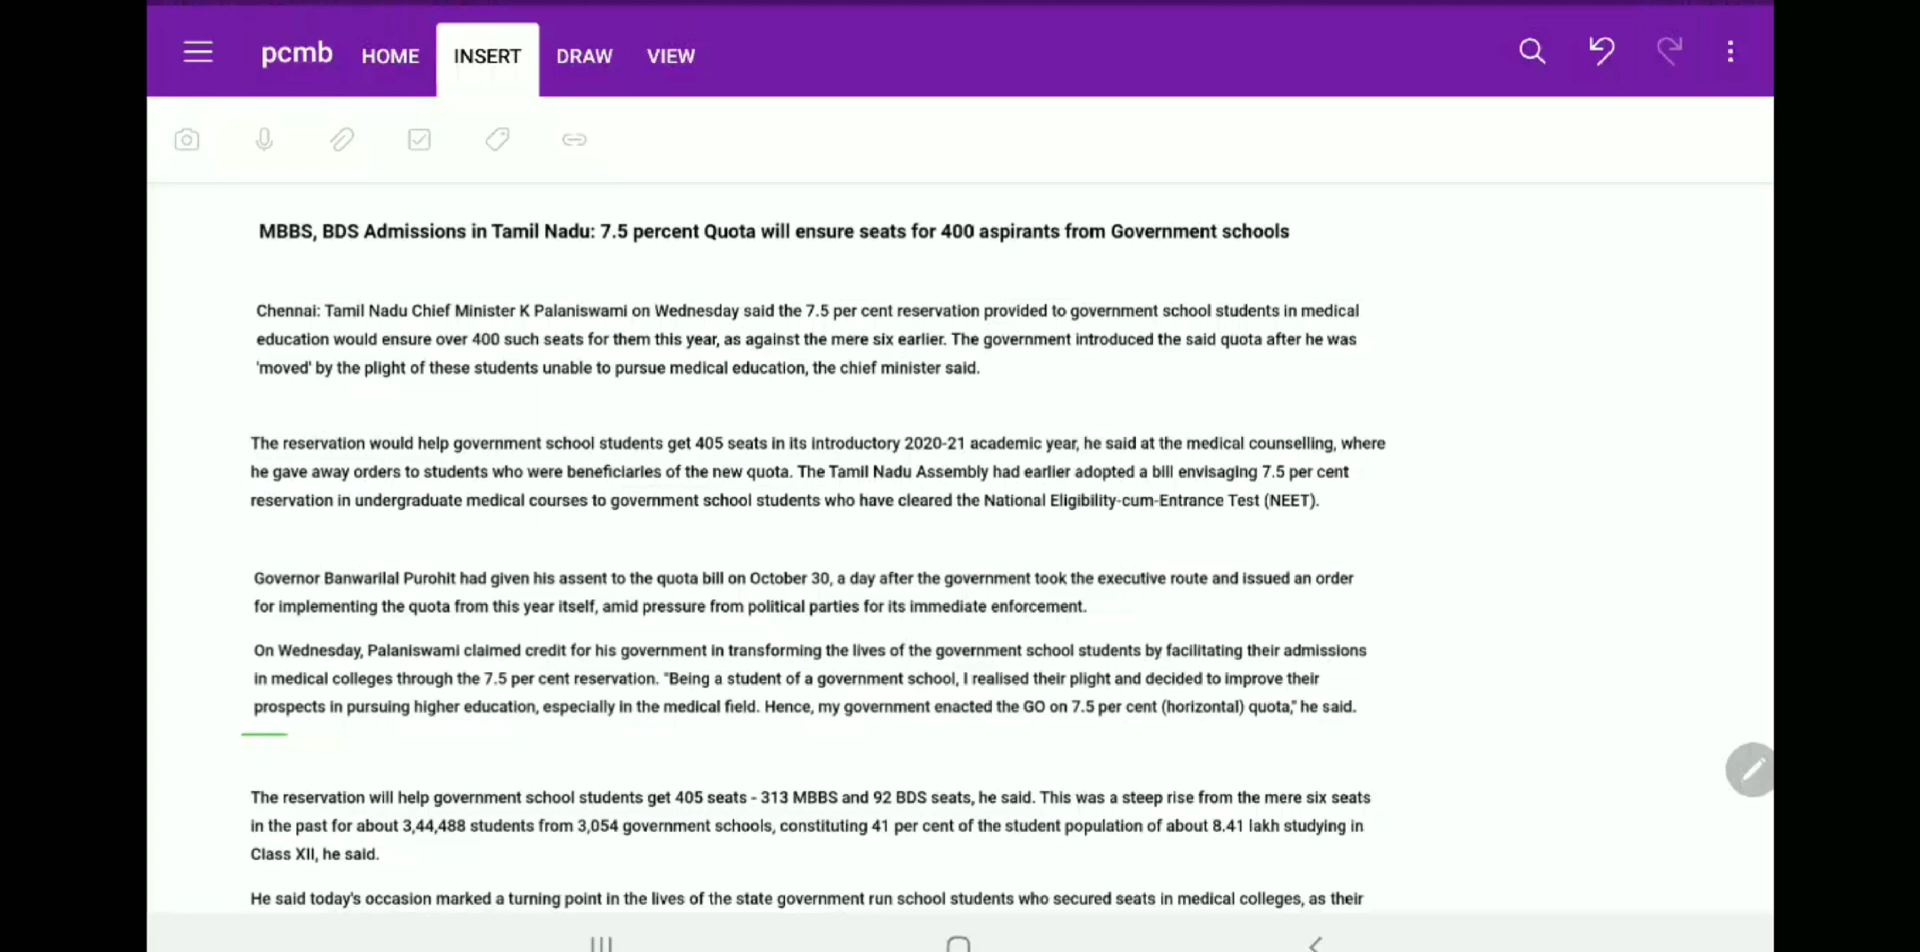 pcmb HOME INSERT DRAW VIEW
MBBS, BDS Admissions in Tamil Nadu: 7.5 percent Quota will ensure seats for 400 aspirants from Government schools
Chennai: Tamil Nadu Chief Minister K Palaniswami on Wednesday said the 7.5 per cent reservation provided to government school students in medical
education would ensure over 400 such seats for them this year, as against the mere six earlier. The government introduced the said quota after he was
'moved' by the plight of these students unable to pursue medical education, the chief minister said.
The reservation would help government school students get 405 seats in its introductory 2020-21 academic year, he said at the medical counselling, where
he gave away orders to students who were beneficiaries of the new quota. The Tamil Nadu Assembly had earlier adopted a bill envisaging 7.5 per cent
reservation in undergraduate medical courses to government school students who have cleared the National Eligibility-cum-Entrance Test (NEET).
Governor Banwarilal Purohit had given his assent to the quota bill on October 30, a day after the government took the executive route and issued an order
for implementing the quota from this year itself, amid pressure from political parties for its immediate enforcement.
On Wednesday, Palaniswami claimed credit for his government in transforming the lives of the government school students by facilitating their admissions
in medical colleges through the 7.5 per cent reservation. "Being a student of a government school, I realised their plight and decided to improve their
prospects in pursuing higher education, especially in the medical field. Hence, my government enacted the GO on 7.5 per cent (horizontal) quota," he said.
The reservation will help government school students get 405 seats - 313 MBBS and 92 BDS seats, he said. This was a steep rise from the mere six seats
in the past for about 3,44,488 students from 3,054 government schools, constituting 41 per cent of the student population of about 8.41 lakh studying in
Class XII, he said.
He said today's occasion marked a turning point in the lives of the state government run school students who secured seats in medical colleges, as their